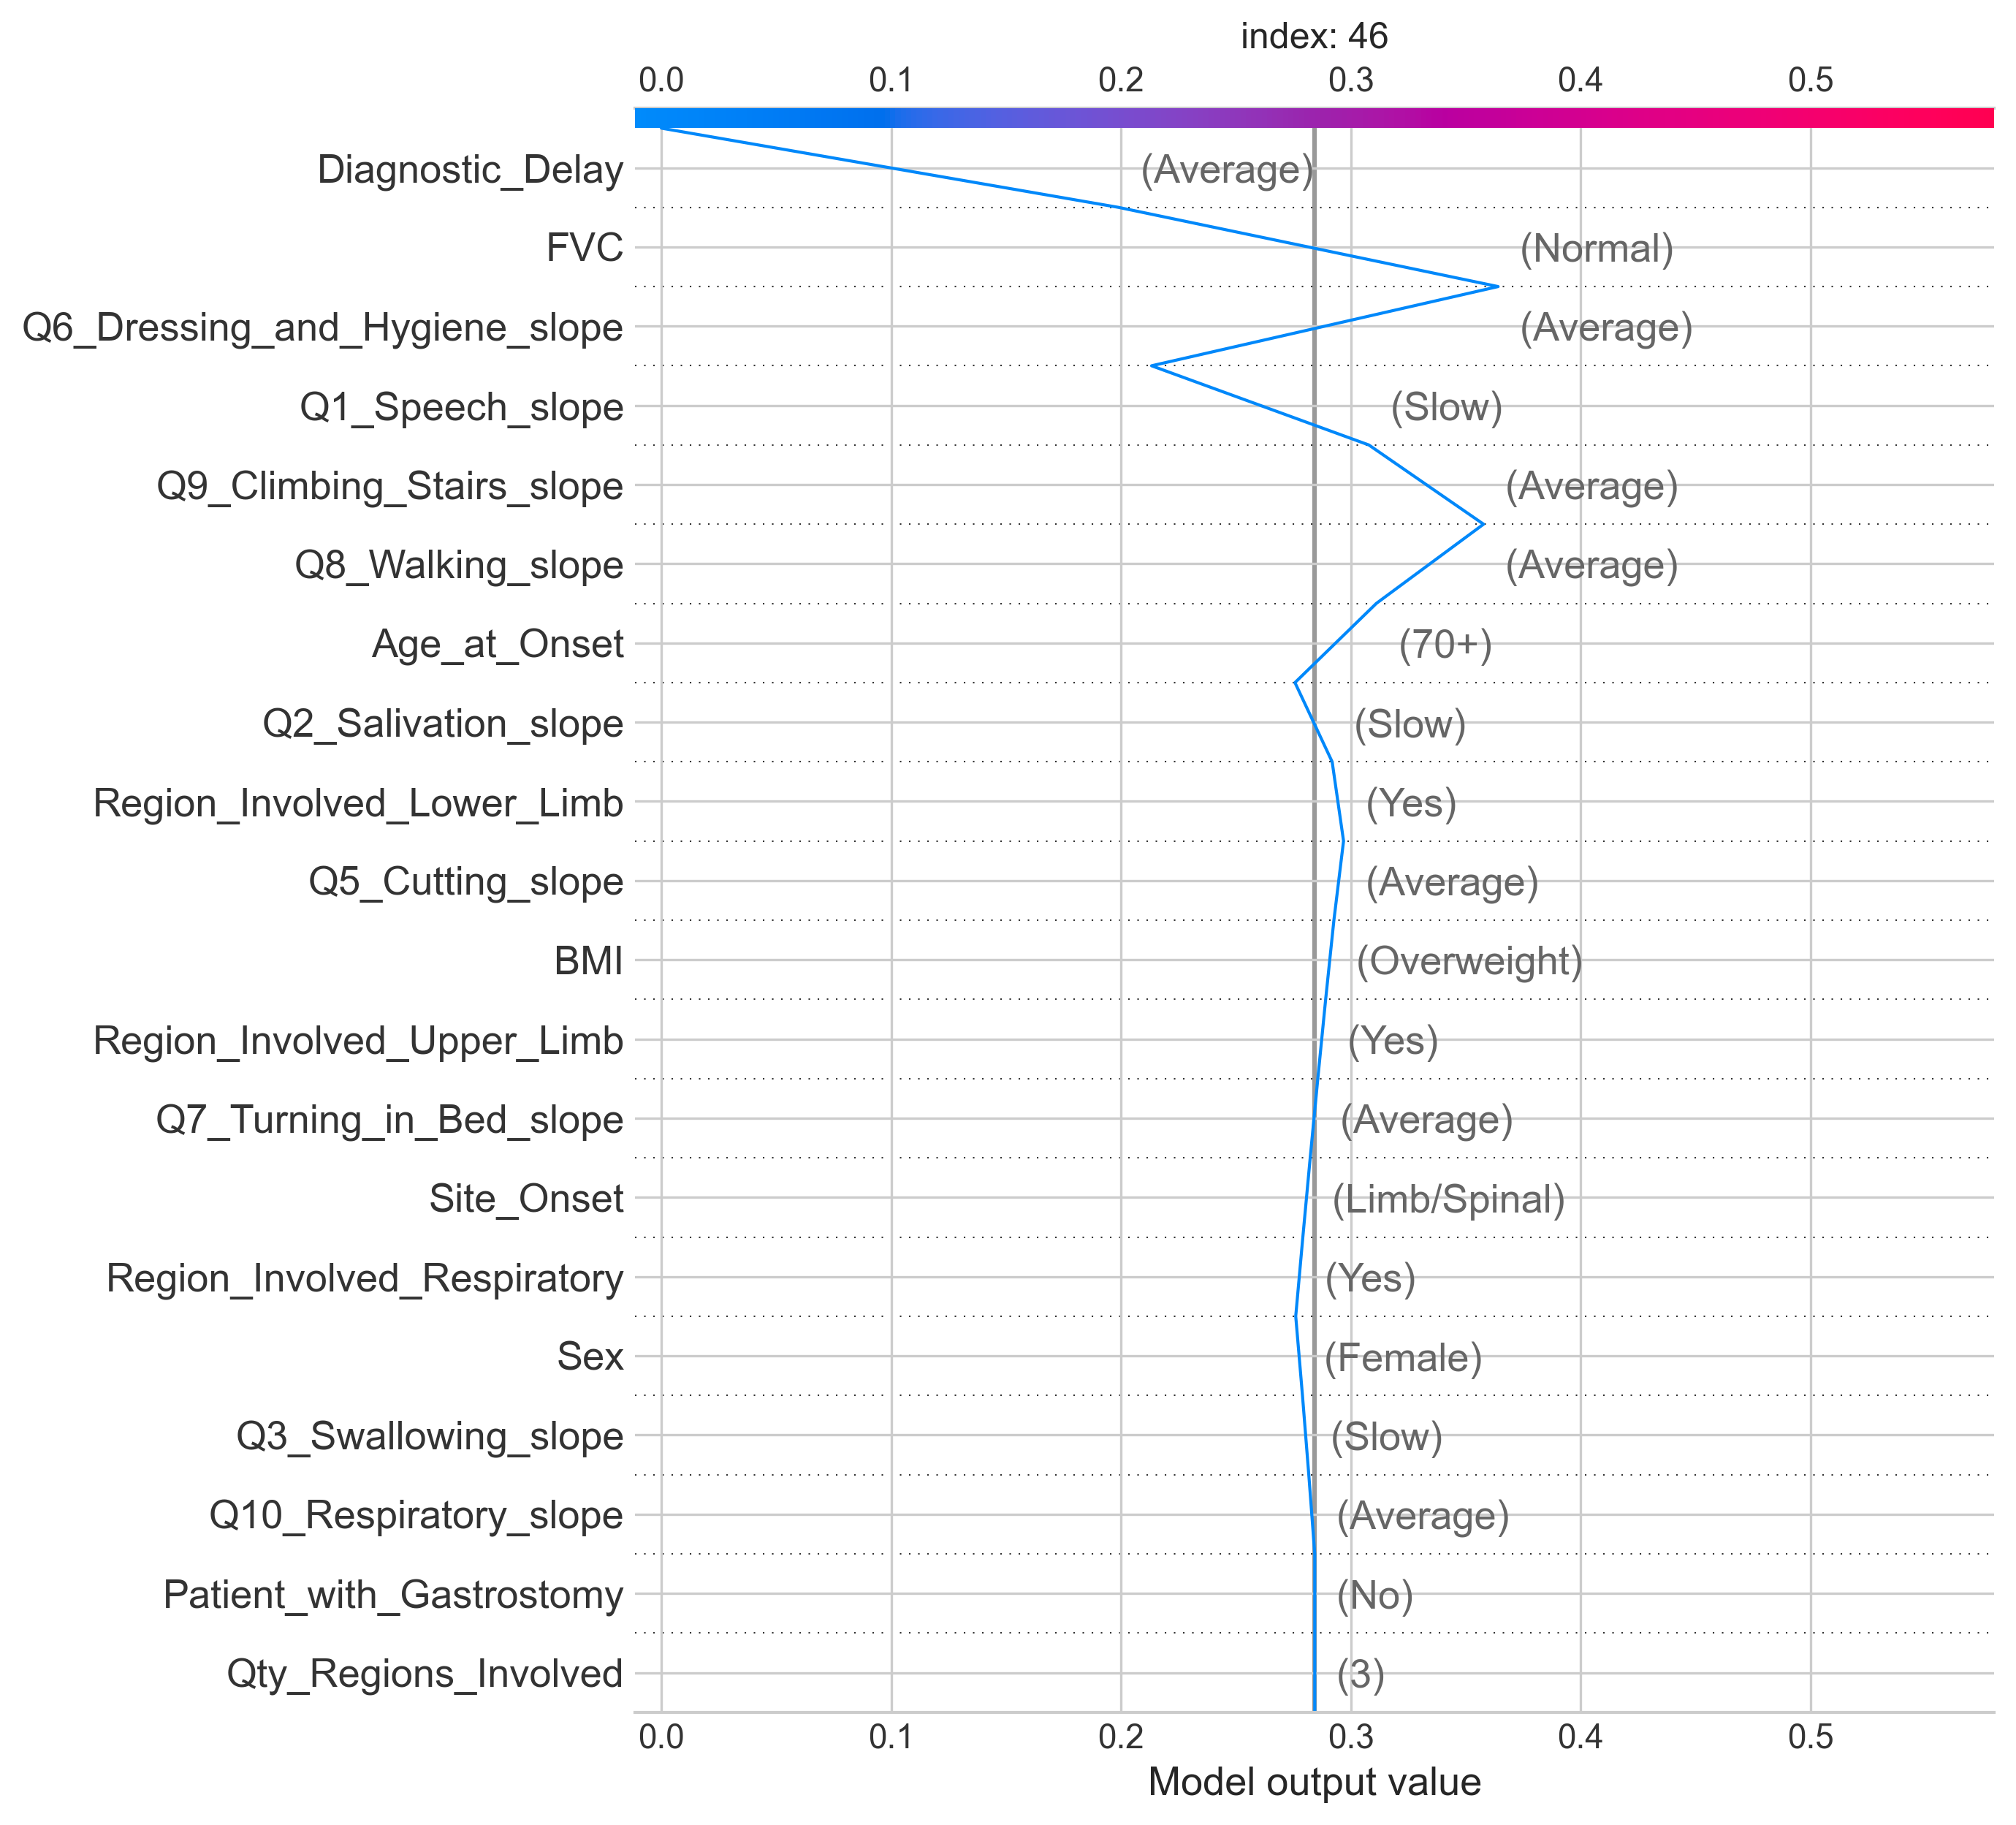 index: 46
0.0 0.1 0.2 0.3 0.4 0.5
Diagnostic_Delay (Average)
FVC (Normal)
Q6_Dressing_and_Hygiene_slope (Average)
Q1_Speech_slope (Slow)
Q9_Climbing_Stairs_slope (Average)
Q8_Walking_slope (Average)
Age_at_Onset (70+)
Q2_Salivation_slope (Slow)
Region_Involved_Lower_Limb (Yes)
Q5_Cutting_slope (Average)
BMI (Overweight)
Region_Involved_Upper_Limb (Yes)
Q7_Turning_in_Bed_slope (Average)
Site_Onset (Limb/Spinal)
Region_Involved_Respiratory (Yes)
Sex (Female)
Q3_Swallowing_slope (Slow)
Q10_Respiratory_slope (Average)
Patient_with_Gastrostomy (No)
Qty_Regions_Involved (3)
0.0 0.1 0.2 0.3 0.4 0.5
Model output value